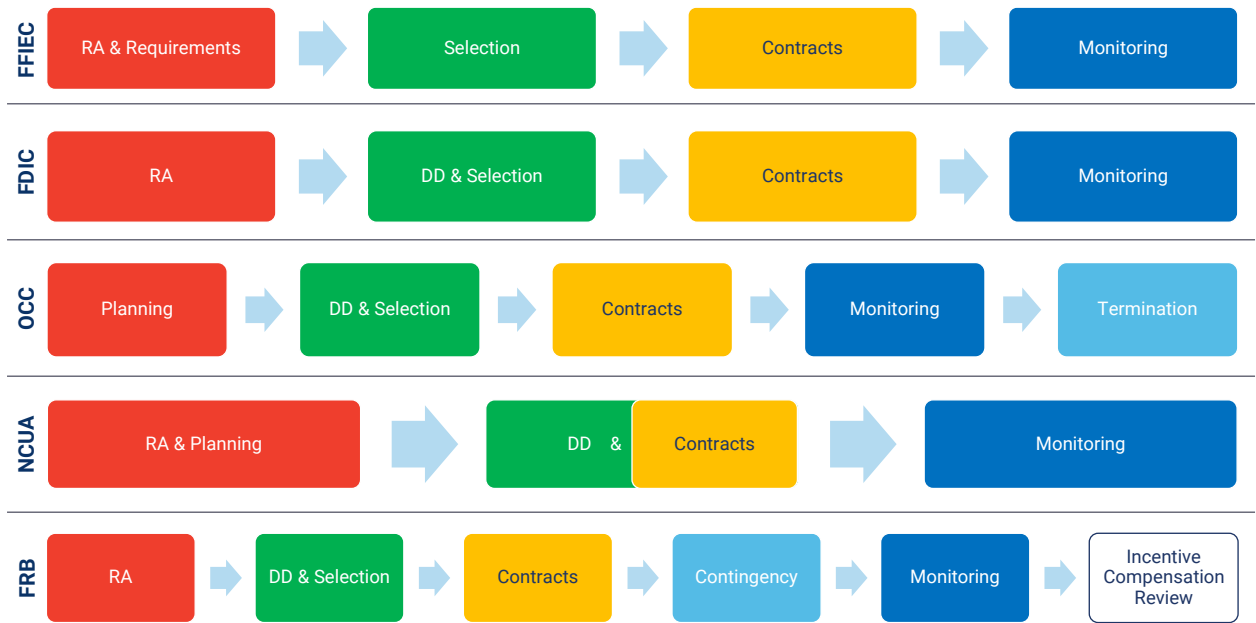 FFIEC
RA & Requirements
Selection
Contracts
Monitoring
FDIC
RA
DD & Selection
Contracts
Monitoring
OCC
Planning
DD & Selection
Contracts
Monitoring
Termination
NCUA
RA & Planning
DD &
Contracts
Monitoring
FRB
RA
DD & Selection
Contracts
Contingency
Monitoring
Incentive
Compensation
Review